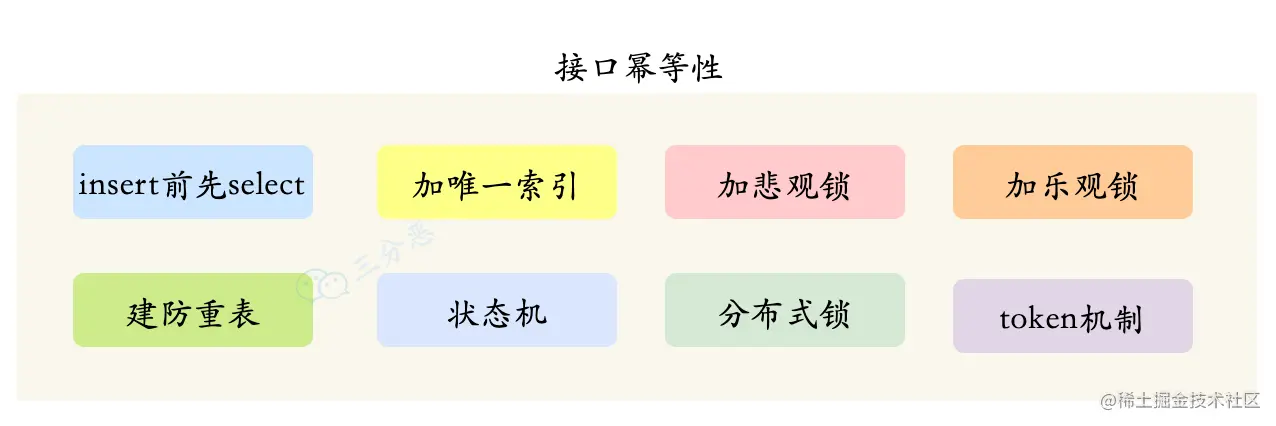 接口幂等性
insert前先select
加唯一索引
加悲观锁
加乐观锁
三分恶
建防重表
状态机
分布式锁
token机制
@稀土掘金技术社区